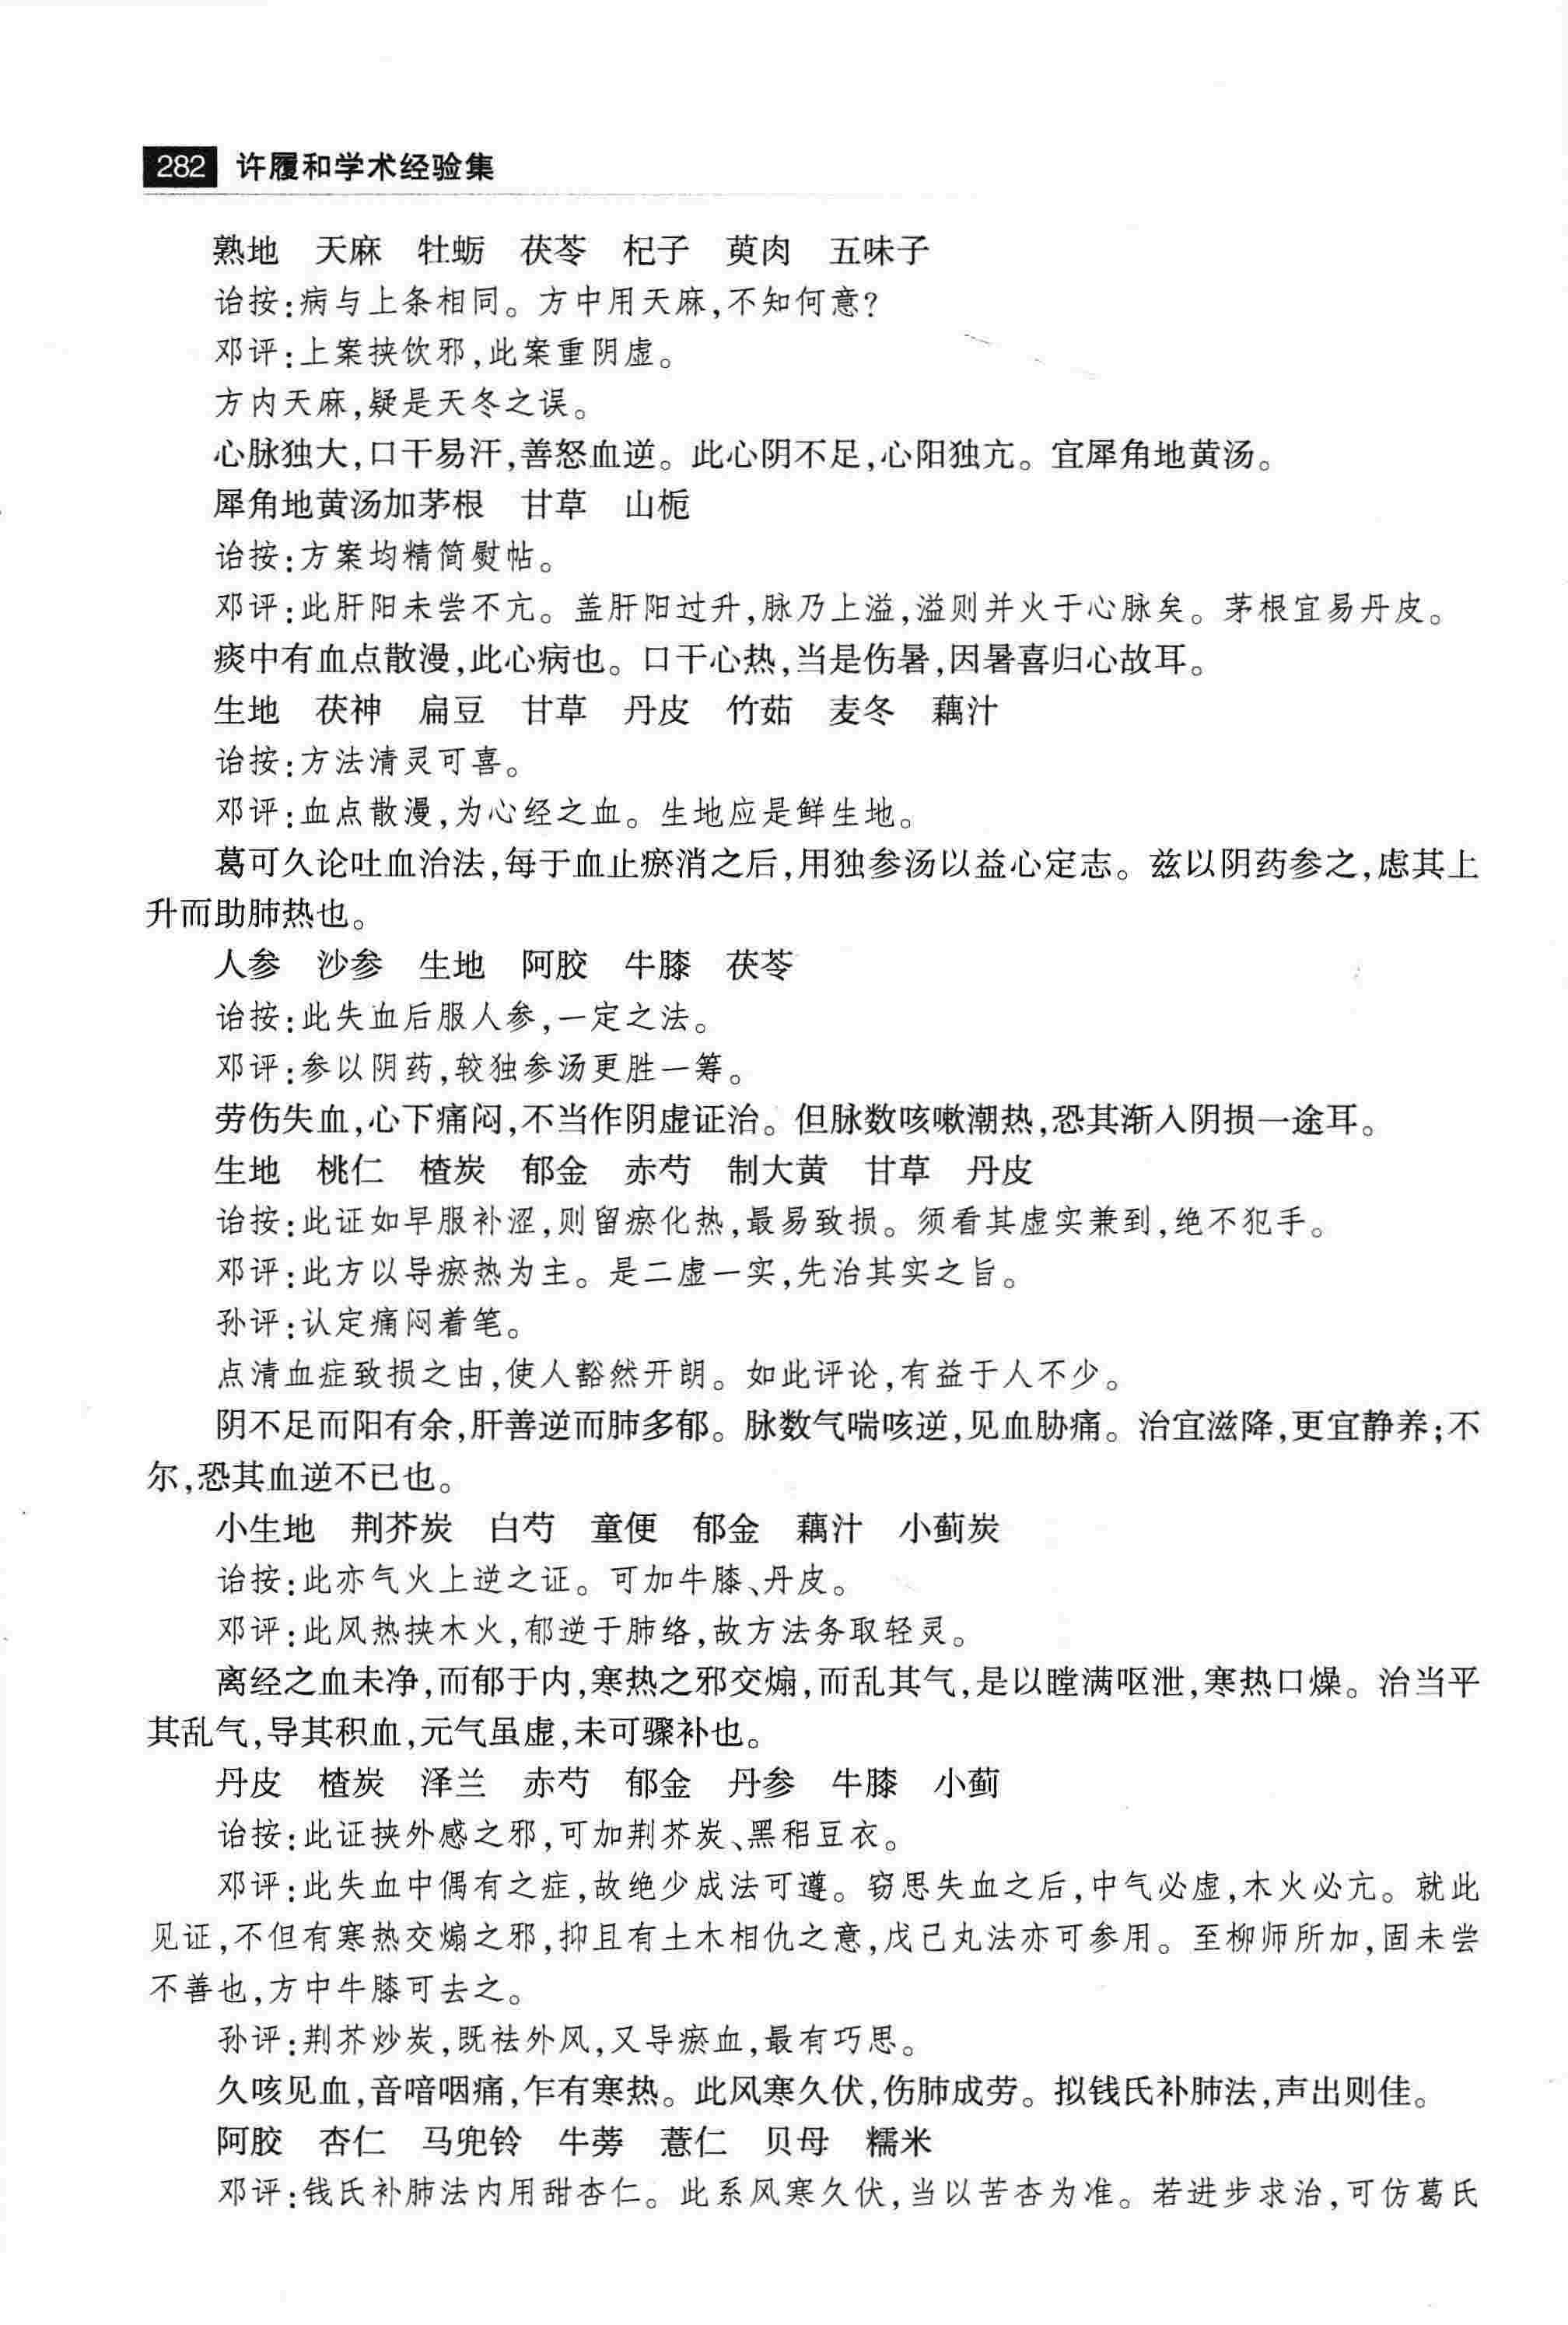 282 许履和学术经验集
熟地 天麻 牡蛎 茯苓 杞子 萸肉 五味子
诒按:病与上条相同。方中用天麻,不知何意?
邓评:上案挟饮邪,此案重阴虚。
方内天麻,疑是天冬之误。
心脉独大,口干易汗,善怒血逆。此心阴不足,心阳独亢。宜犀角地黄汤。
犀角地黄汤加茅根 甘草 山栀
诒按:方案均精简熨帖。
邓评:此肝阳未尝不亢。盖肝阳过升,脉乃上溢,溢则并火于心脉矣。茅根宜易丹皮。
痰中有血点散漫,此心病也。口干心热,当是伤暑,因暑喜归心故耳。
生地 茯神 扁豆 甘草 丹皮 竹茹 麦冬 藕汁
诒按:方法清灵可喜。
邓评:血点散漫,为心经之血。生地应是鲜生地。
葛可久论吐血治法,每于血止瘀消之后,用独参汤以益心定志。兹以阴药参之,虑其上
升而助肺热也。
人参 沙参 生地 阿胶 牛膝 茯苓
诒按:此失血后服人参,一定之法。
邓评:参以阴药,较独参汤更胜一筹。
劳伤失血,心下痛闷,不当作阴虚证治。但脉数咳嗽潮热,恐其渐入阴损一途耳。
生地 桃仁 楂炭 郁金 赤芍 制大黄 甘草 丹皮
诒按:此证如早服补涩,则留瘀化热,最易致损。须看其虚实兼到,绝不犯手。
邓评:此方以导瘀热为主。是二虚一实,先治其实之旨。
孙评:认定痛闷着笔。
点清血症致损之由,使人豁然开朗。如此评论,有益于人不少。
阴不足而阳有余,肝善逆而肺多郁。脉数气喘咳逆,见血胁痛。治宜滋降,更宜静养;不
尔,恐其血逆不已也。
小生地 荆芥炭 白芍 童便 郁金 藕汁 小蓟炭
诒按:此亦气火上逆之证。可加牛膝、丹皮。
邓评:此风热挟木火,郁逆于肺络,故方法务取轻灵。
离经之血未净,而郁于内,寒热之邪交煽,而乱其气,是以瞠满呕泄,寒热口燥。治当平
其乱气,导其积血,元气虽虚,未可骤补也。
丹皮 楂炭 泽兰 赤芍 郁金 丹参 牛膝 小蓟
诒按:此证挟外感之邪,可加荆芥炭、黑稆豆衣。
邓评:此失血中偶有之症,故绝少成法可遵。窃思失血之后,中气必虚,木火必亢。就此
见证,不但有寒热交煽之邪,抑且有土木相仇之意,戊己丸法亦可参用。至柳师所加,固未尝
不善也,方中牛膝可去之。
孙评:荆芥炒炭,既祛外风,又导瘀血,最有巧思。
久咳见血,音喑咽痛,乍有寒热。此风寒久伏,伤肺成劳。拟钱氏补肺法,声出则佳。
阿胶 杏仁 马兜铃 牛蒡 薏仁 贝母 糯米
邓评:钱氏补肺法内用甜杏仁。此系风寒久伏,当以苦杏为准。若进步求治,可仿葛氏